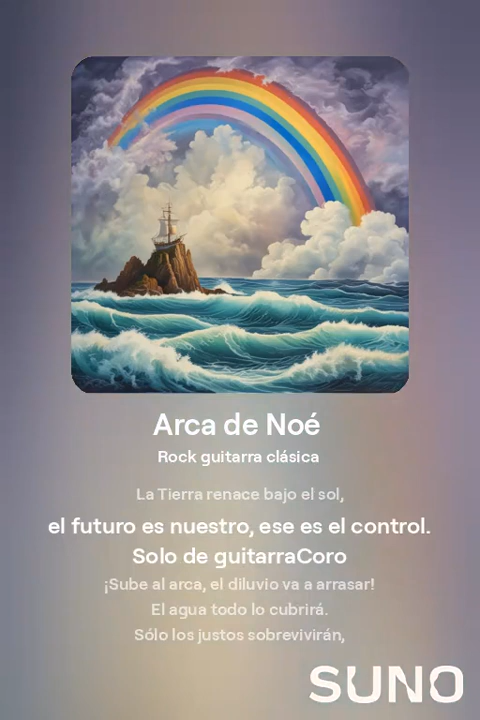 Arca de Noé
Rock guitarra clásica
La Tierra renace bajo el sol,
el futuro es nuestro, ese es el control.
Solo de guitarraCoro
¡Sube al arca, el diluvio va a arrasar!
El agua todo lo cubrirá.
Sólo los justos sobrevivirán,
SUNO